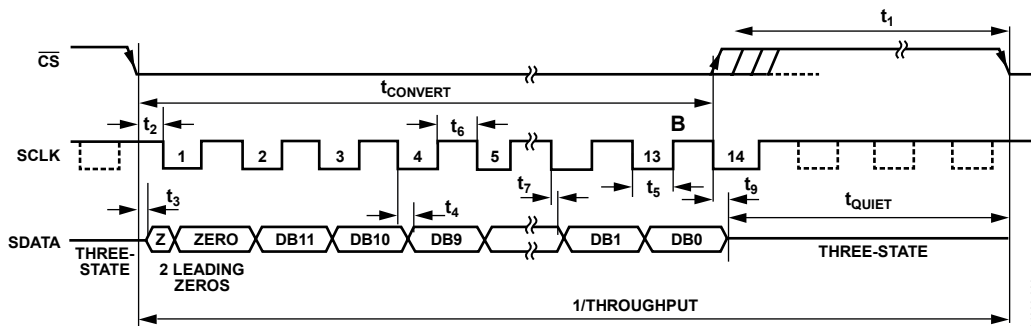 t1
CS
tCONVERT
t2
t6
B
SCLK
1
2
3
4
5
13
14
t3
t4
t7
t5
t9
tQUIET
SDATA
Z
ZERO
DB11
DB10
DB9
DB1
DB0
THREE-
STATE
2 LEADING
ZEROS
THREE-STATE
1/THROUGHPUT